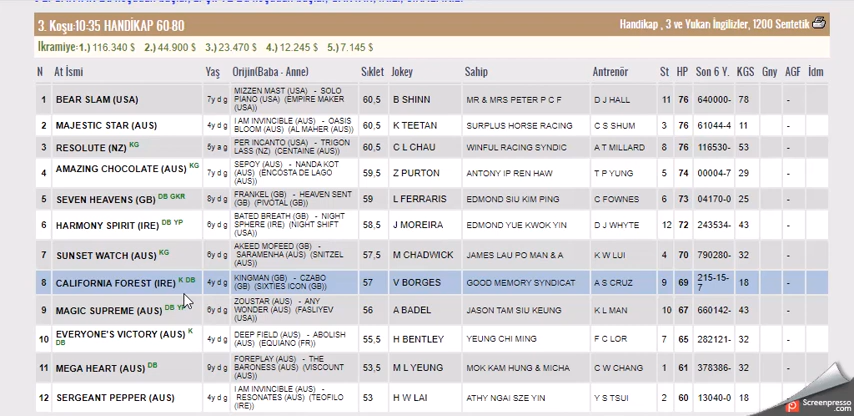 3. Koşu:10:35 HANDİKAP 60-80
Handikap , 3 ve Yukarı İngilizler, 1200 Sentetik
İkramiye:1.) 116.340 $ 2.) 44.900 $ 3.) 23.470 $ 4.) 12.245 $ 5.) 7.145 $
N At İsmi Yaş Orijin(Baba - Anne) Sıklet Jokey Sahip Antrenör St HP Son 6 Y. KGS Gny AGF İdm
1 BEAR SLAM (USA) 7y d g MIZZEN MAST (USA) - SOLO PIANO (USA) (EMPIRE MAKER (USA)) 60,5 B SHINN MR & MRS PETER P C F D J HALL 11 76 640000- 78 -
2 MAJESTIC STAR (AUS) 4y d g I AM INVINCIBLE (AUS) - OASIS BLOOM (AUS) (AL MAHER (AUS)) 60,5 K TEETAN SURPLUS HORSE RACING C S SHUM 3 76 61044-4 11 -
3 RESOLUTE (NZ) KG 5y a g PER INCANTO (USA) - TRIGON LASS (NZ) (CENTAINE (AUS)) 60,5 C L CHAU WINFUL RACING SYNDIC A T MILLARD 8 76 116530- 53 -
4 AMAZING CHOCOLATE (AUS) KG 7y d g SEPOY (AUS) - NANDA KOT (AUS) (ENCOSTA DE LAGO (AUS)) 59,5 Z PURTON ANTONY IP REN HAW T P YUNG 5 74 00004-7 29 -
5 SEVEN HEAVENS (GB) DB GKR 8y d g FRANKEL (GB) - HEAVEN SENT (GB) (PIVOTAL (GB)) 59 L FERRARIS EDMOND SIU KIM PING C FOWNES 6 73 04170-0 25 -
6 HARMONY SPIRIT (IRE) DB YP 6y d g BATED BREATH (GB) - NIGHT SPHERE (IRE) (NIGHT SHIFT (USA)) 58,5 J MOREIRA EDMOND YUE KWOK YIN D J WHYTE 12 72 243534- 43 -
7 SUNSET WATCH (AUS) KG 6y d g AKEED MOFEED (GB) - SARAMENHA (AUS) (SNITZEL (AUS)) 57,5 M CHADWICK JAMES LAU PO MAN & A K W LUI 4 70 790280- 32 -
8 CALIFORNIA FOREST (IRE) K DB 4y d g KINGMAN (GB) - CZABO (GB) (SIXTIES ICON (GB)) 57 V BORGES GOOD MEMORY SYNDICAT A S CRUZ 9 69 215-15-7 18 -
9 MAGIC SUPREME (AUS) DB 6y d g ZOUSTAR (AUS) - ANY WONDER (AUS) (FASLIYEV (USA)) 56 A BADEL JASON TAM SIU KEUNG K L MAN 10 67 660142- 43 -
10 EVERYONE'S VICTORY (AUS) K DB 4y d g DEEP FIELD (AUS) - ABOLISH (AUS) (EQUIANO (FR)) 55,5 H BENTLEY YEUNG CHI MING F C LOR 7 65 282121- 32 -
11 MEGA HEART (AUS) DB 9y d g FOREPLAY (AUS) - THE BARONESS (AUS) (VISCOUNT (AUS)) 53,5 M L YEUNG MOK KAM HUNG & MICHA C W CHANG 1 61 378386- 32 -
12 SERGEANT PEPPER (AUS) 4y d g I AM INVINCIBLE (AUS) - RESONATES (AUS) (TEOFILO (IRE)) 53 H W LAI ATHY NGAI SZE YIN Y S TSUI 2 60 13040-0 18
Screenpresso
.com